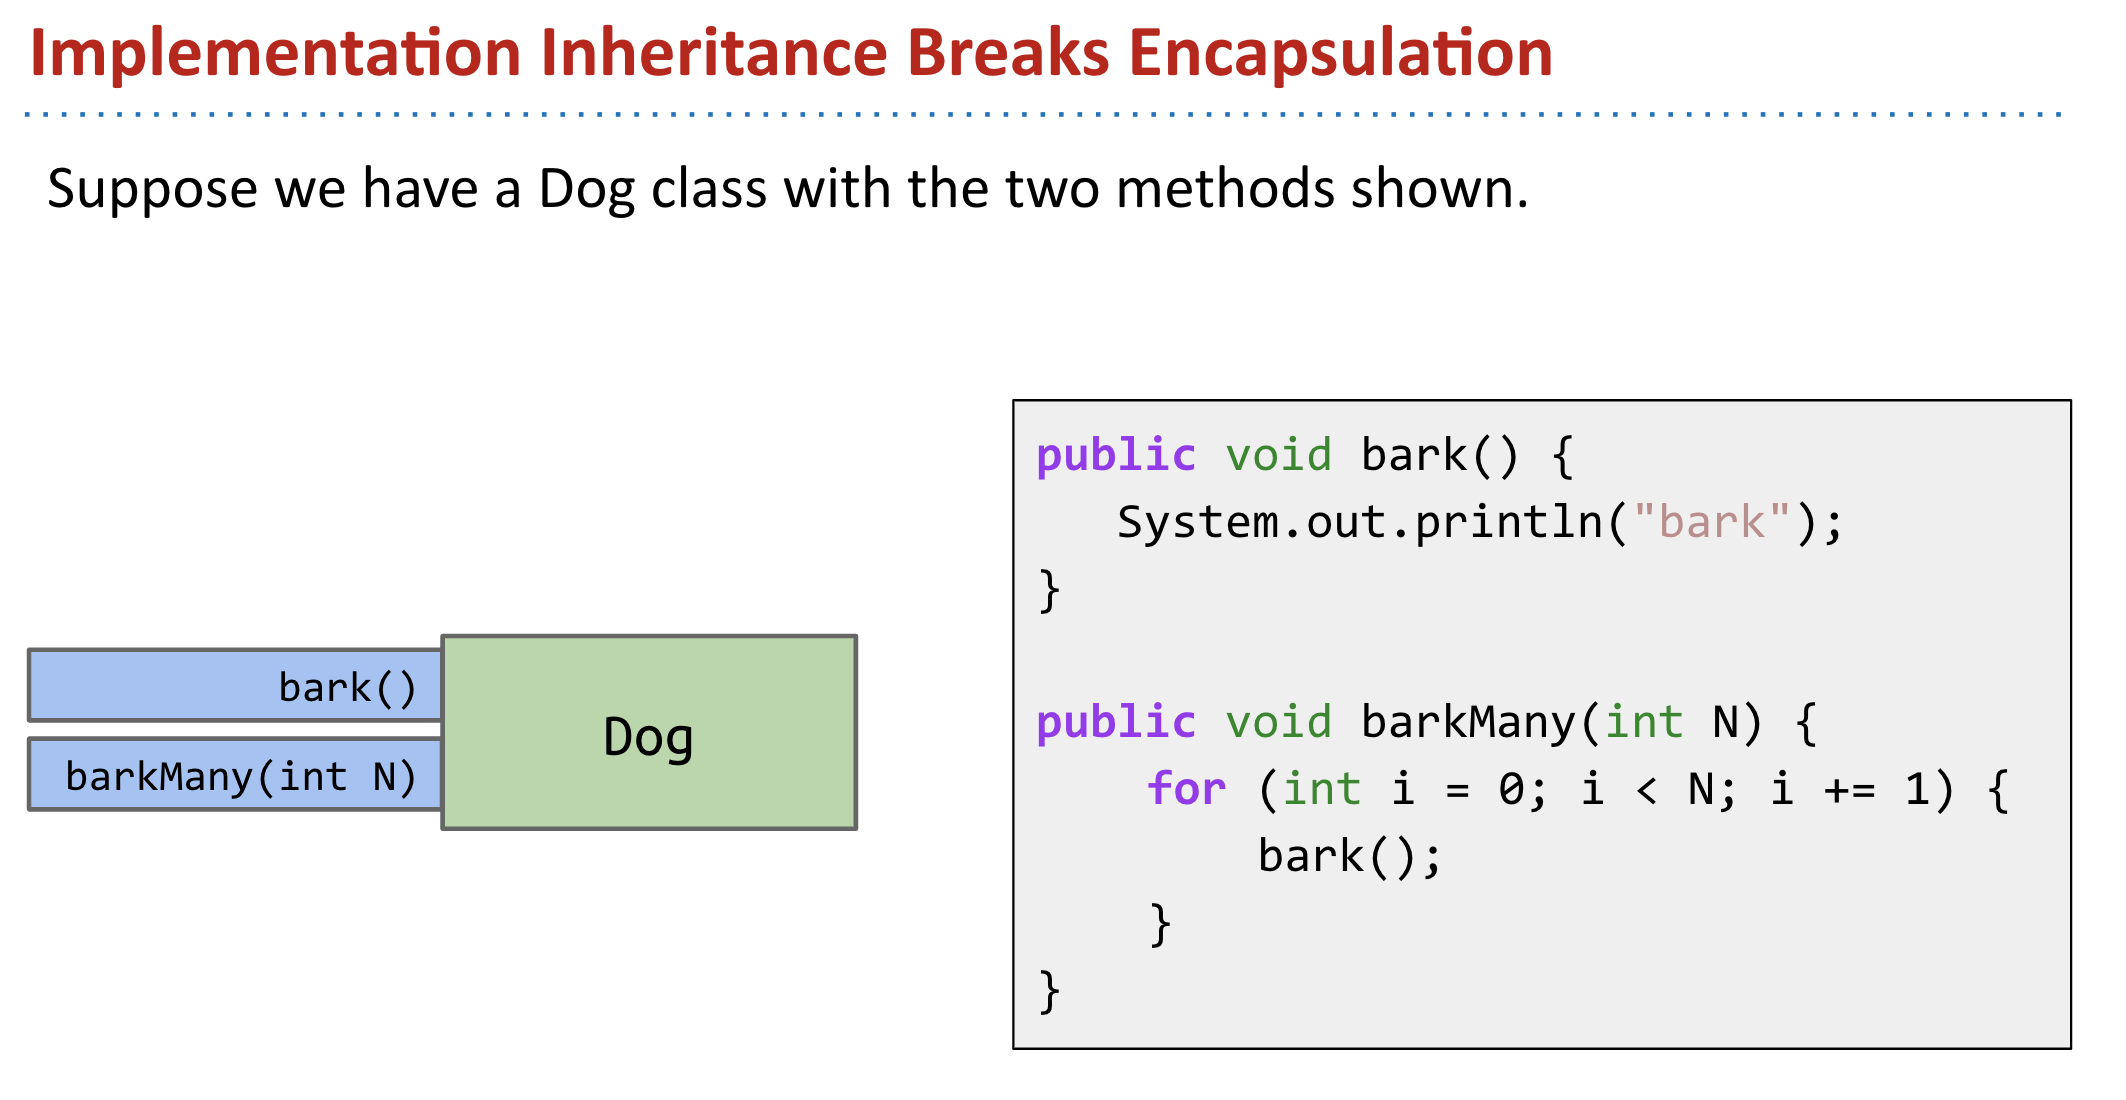 Implementation Inheritance Breaks Encapsulation
Suppose we have a Dog class with the two methods shown.
bark()
barkMany(int N)
Dog
public void bark() {
   System.out.println("bark");
}

public void barkMany(int N) {
    for (int i = 0; i < N; i += 1) {
        bark();
    }
}